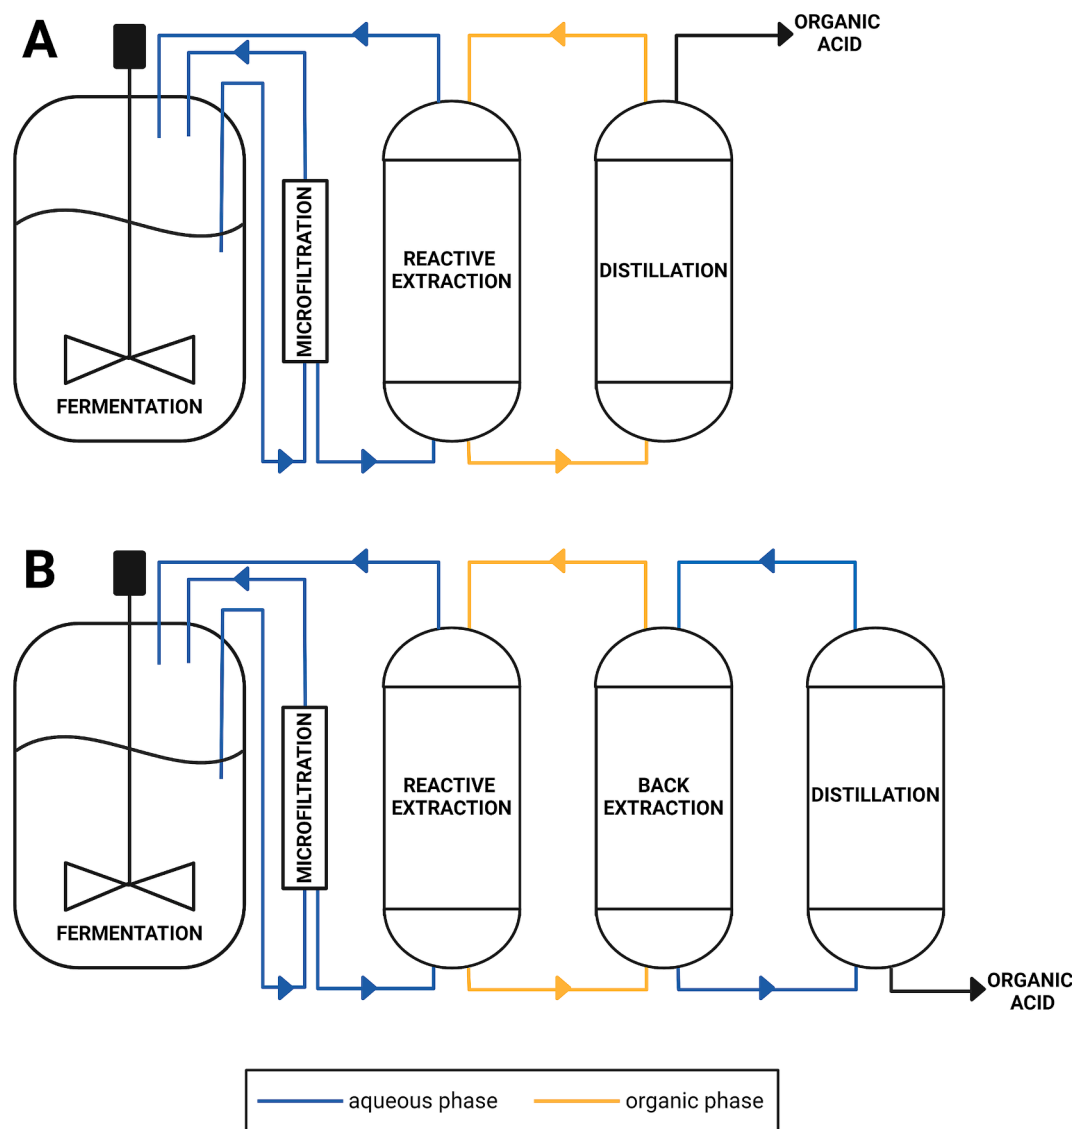 A
ORGANIC
ACID
MICROFILTRATION
REACTIVE
EXTRACTION
DISTILLATION
FERMENTATION
B
MICROFILTRATION
REACTIVE
EXTRACTION
BACK
EXTRACTION
DISTILLATION
FERMENTATION
ORGANIC
ACID
aqueous phase
organic phase